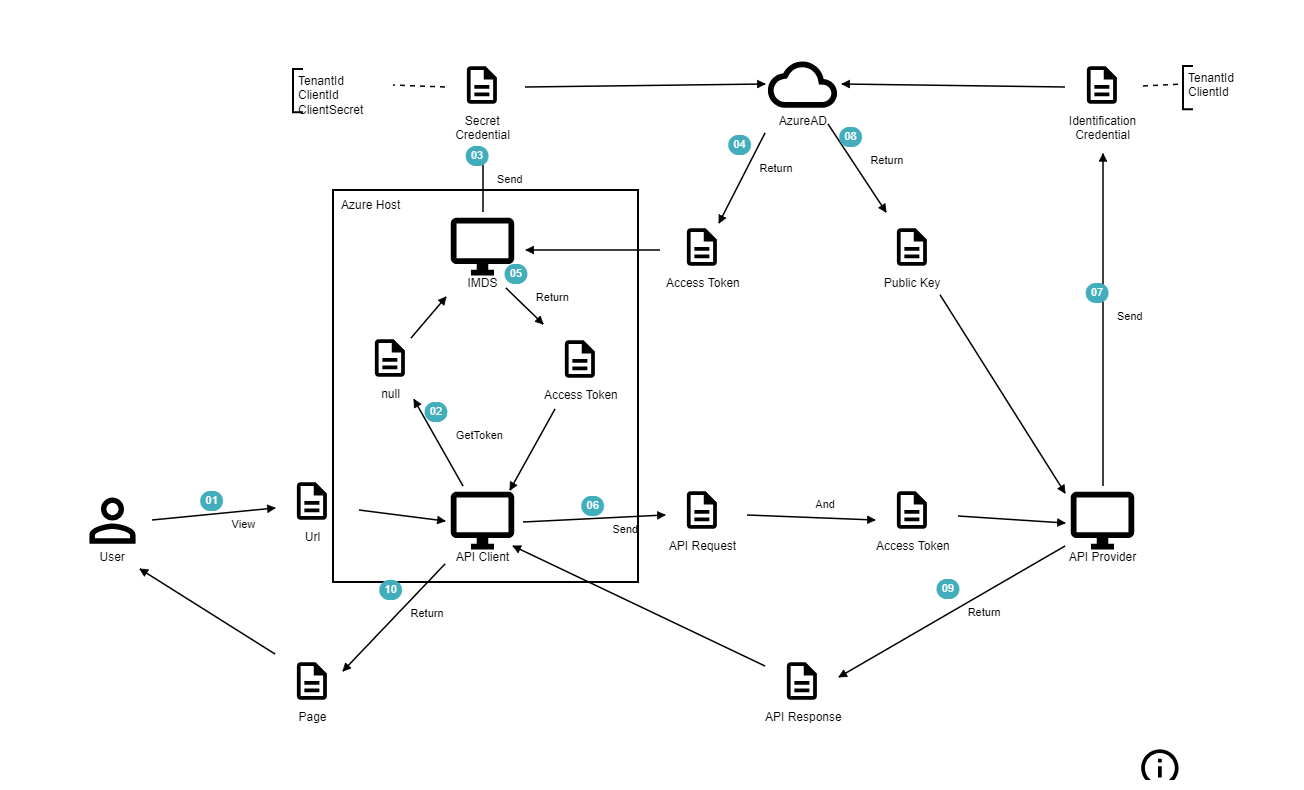 TenantId
ClientId
ClientSecret
Secret
Credential
AzureAD
Identification
Credential
TenantId
ClientId
03
Send
04
Return
08
Return
Azure Host
IMDS
05
Return
Access Token
Public Key
07
Send
null
Access Token
02
GetToken
01
View
User
Url
API Client
06
Send
API Request
And
Access Token
API Provider
10
Return
09
Return
Page
API Response